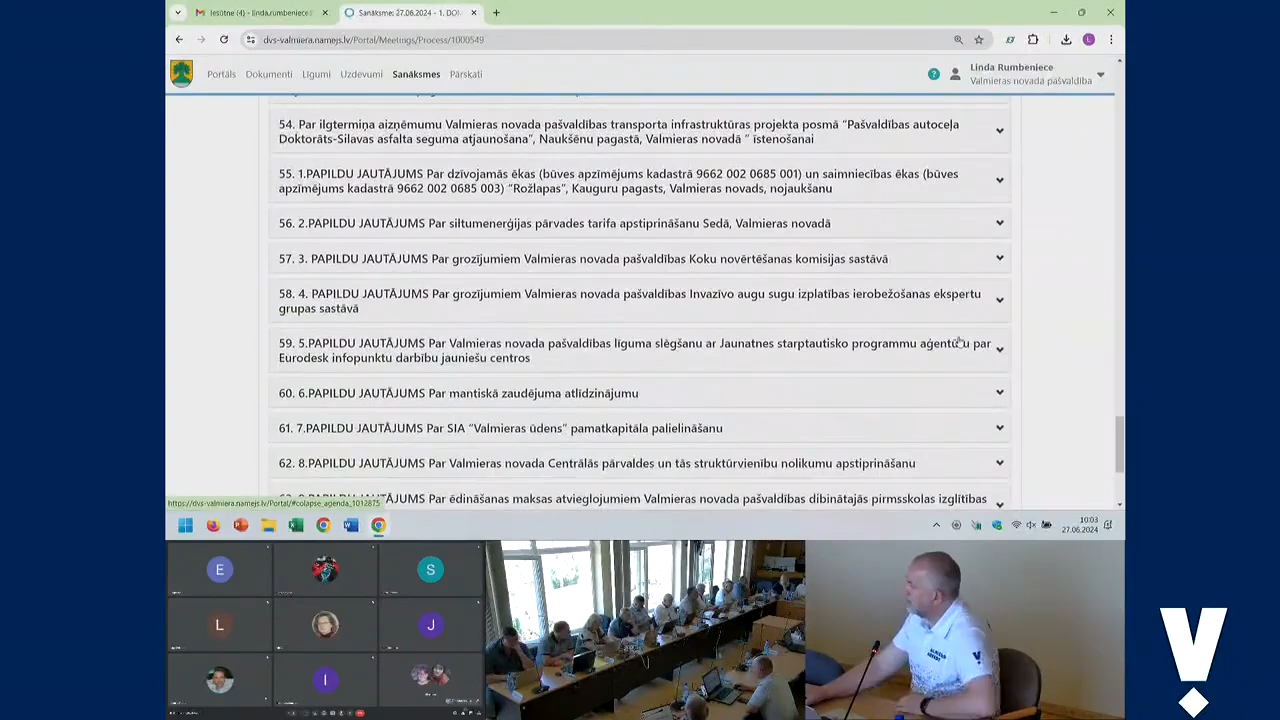 Iesūtne (4) - linda.rumbeniece
Sanāksme: 27.06.2024 - 1. DO
dvs-valmiera.namejs.lv/Portal/Meetings/Process/1000549
L
Portāls Dokumenti Līgumi Uzdevumi Sanāksmes Pārskati
Linda Rumbeniece
Valmieras novada pašvaldība
54. Par ilgtermiņa aizņēmumu Valmieras novada pašvaldības transporta infrastruktūras projekta posmā "Pašvaldības autoceļa
Doktorāts-Silavas asfalta seguma atjaunošana", Naukšēnu pagastā, Valmieras novadā " īstenošanai
55. 1.PAPILDU JAUTĀJUMS Par dzīvojamās ēkas (būves apzīmējums kadastrā 9662 002 0685 001) un saimniecības ēkas (būves
apzīmējums kadastrā 9662 002 0685 003) "Rožlapas", Kauguru pagasts, Valmieras novads, nojaukšanu
56. 2.PAPILDU JAUTĀJUMS Par siltumenerģijas pārvades tarifa apstiprināšanu Sedā, Valmieras novadā
57. 3. PAPILDU JAUTĀJUMS Par grozījumiem Valmieras novada pašvaldības Koku novērtēšanas komisijas sastāvā
58. 4. PAPILDU JAUTĀJUMS Par grozījumiem Valmieras novada pašvaldības Invazīvo augu sugu izplatības ierobežošanas ekspertu
grupas sastāvā
59. 5.PAPILDU JAUTĀJUMS Par Valmieras novada pašvaldības līguma slēgšanu ar Jaunatnes starptautisko programmu aģentūru par
Eurodesk infopunktu darbību jauniešu centros
60. 6.PAPILDU JAUTĀJUMS Par mantiskā zaudējuma atlīdzinājumu
61. 7.PAPILDU JAUTĀJUMS Par SIA "Valmieras ūdens" pamatkapitāla palielināšanu
62. 8.PAPILDU JAUTĀJUMS Par Valmieras novada Centrālās pārvaldes un tās struktūrvienību nolikumu apstiprināšanu
JAUTĀJUMS Par ēdināšanas maksas atvieglojumiem Valmieras novada pašvaldības dibinātajās pirmsskolas izglītības
https://dvs-valmiera.namejs.lv/Portal/#colapse_agenda_1012875
10:03
27.06.2024
E
S
L
J
I